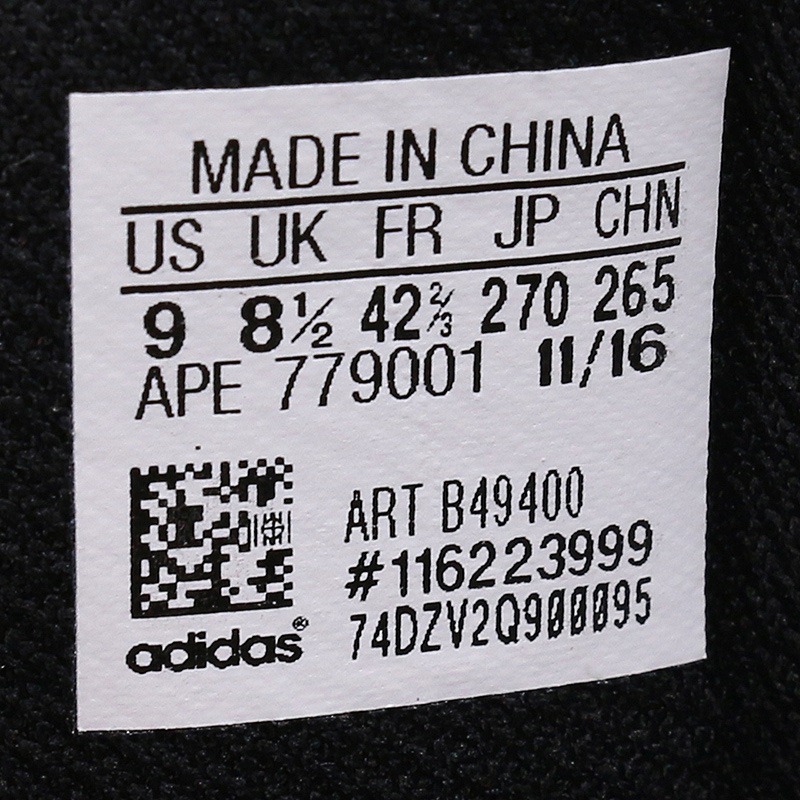 MADE IN CHINA
US UK FR JP CHN
9 8½ 42⅔ 270 265
APE 779001 11/16
ART B49400
#116223999
74DZV2Q900095
adidas®